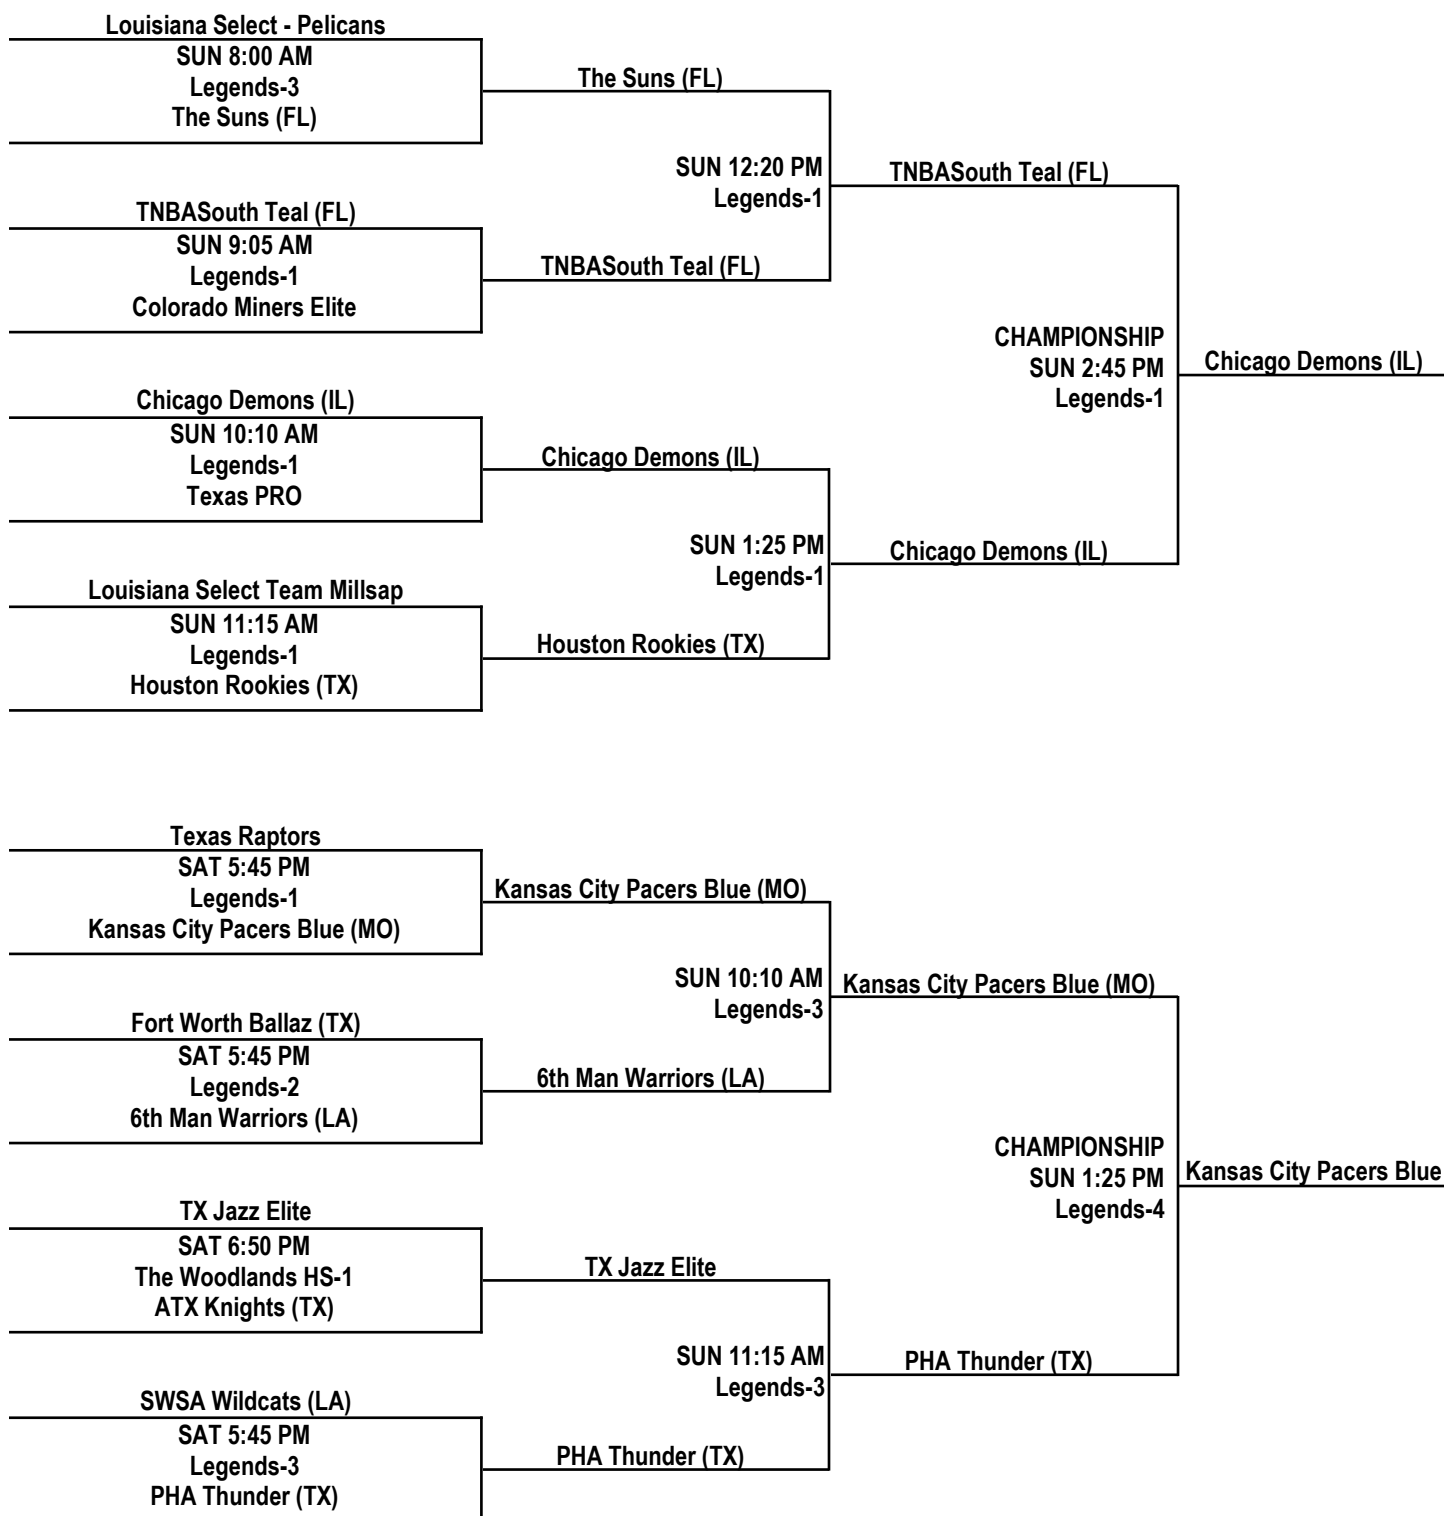 Louisiana Select - Pelicans
SUN 8:00 AM
Legends-3
The Suns (FL)
The Suns (FL)
SUN 12:20 PM
Legends-1
TNBASouth Teal (FL)
TNBASouth Teal (FL)
SUN 9:05 AM
Legends-1
Colorado Miners Elite
TNBASouth Teal (FL)
CHAMPIONSHIP
SUN 2:45 PM
Legends-1
Chicago Demons (IL)
Chicago Demons (IL)
SUN 10:10 AM
Legends-1
Texas PRO
Chicago Demons (IL)
SUN 1:25 PM
Legends-1
Chicago Demons (IL)
Louisiana Select Team Millsap
SUN 11:15 AM
Legends-1
Houston Rookies (TX)
Houston Rookies (TX)
Texas Raptors
SAT 5:45 PM
Legends-1
Kansas City Pacers Blue (MO)
Kansas City Pacers Blue (MO)
SUN 10:10 AM
Legends-3
Kansas City Pacers Blue (MO)
Fort Worth Ballaz (TX)
SAT 5:45 PM
Legends-2
6th Man Warriors (LA)
6th Man Warriors (LA)
CHAMPIONSHIP
SUN 1:25 PM
Legends-4
Kansas City Pacers Blue
TX Jazz Elite
SAT 6:50 PM
The Woodlands HS-1
ATX Knights (TX)
TX Jazz Elite
SUN 11:15 AM
Legends-3
PHA Thunder (TX)
SWSA Wildcats (LA)
SAT 5:45 PM
Legends-3
PHA Thunder (TX)
PHA Thunder (TX)